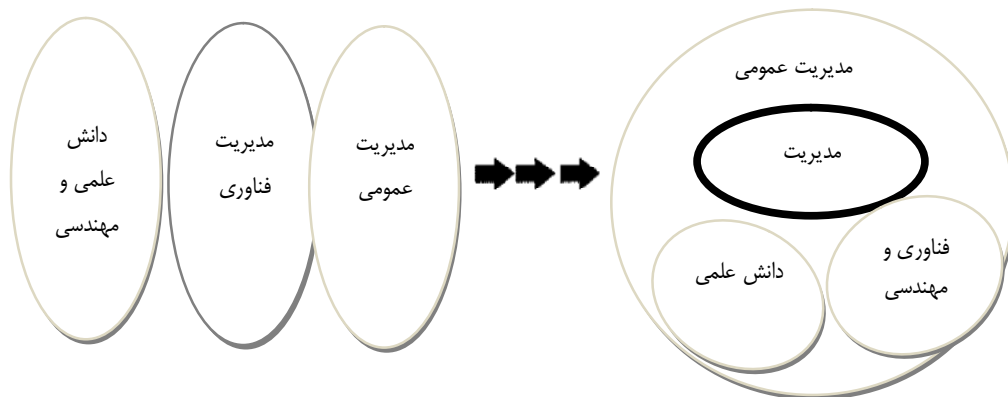 مدیریت عمومی
مدیریت
فناوری و
مهندسی
دانش علمی
مدیریت
عمومی
مدیریت
فناوری
دانش
علمی و
مهندسی